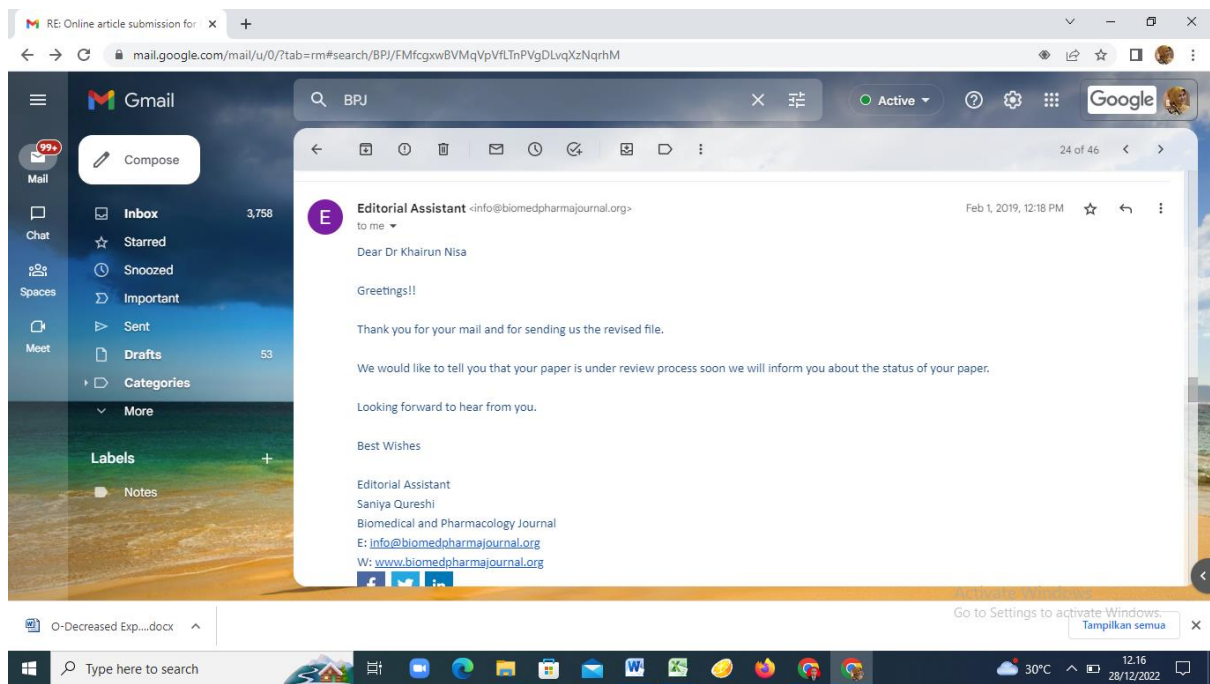 RE: Online article submission for
mail.google.com/mail/u/0/?tab=rm#search/BPJ/FMfcgxwBVMqVpVfLTnPVgDLvqXzNqrhM
Gmail
BPJ
Active
Google
99+
Mail
Compose
24 of 46
Chat
Spaces
Meet
Inbox 3,758
Starred
Snoozed
Important
Sent
Drafts 53
Categories
More
Labels
Notes
E
Editorial Assistant <info@biomedpharmajournal.org>
Feb 1, 2019, 12:18 PM
to me
Dear Dr Khairun Nisa
Greetings!!
Thank you for your mail and for sending us the revised file.
We would like to tell you that your paper is under review process soon we will inform you about the status of your paper.
Looking forward to hear from you.
Best Wishes
Editorial Assistant
Saniya Qureshi
Biomedical and Pharmacology Journal
E: info@biomedpharmajournal.org
W: www.biomedpharmajournal.org
Activate Windows
Go to Settings to activate Windows.
O-Decreased Exp....docx
Tampilkan semua
Type here to search
30°C
12.16
28/12/2022